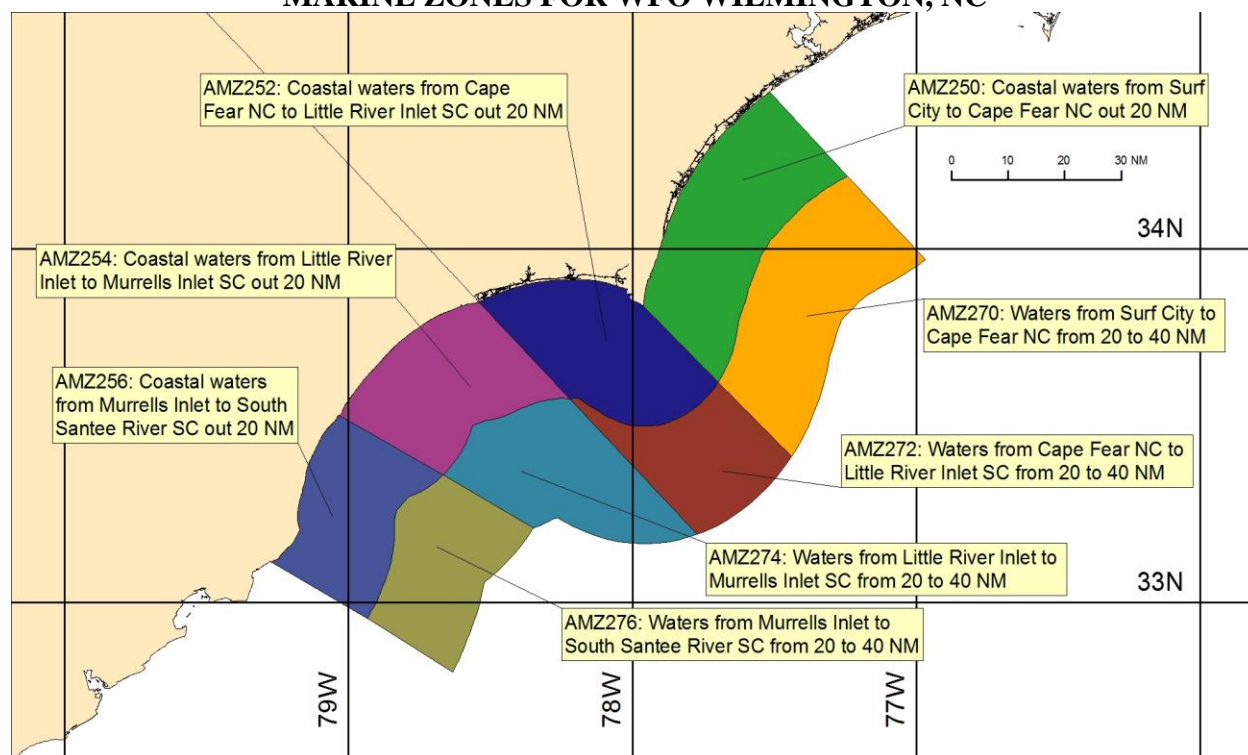 MARINE ZONES FOR WFO WILMINGTON, NC
AMZ252: Coastal waters from Cape
Fear NC to Little River Inlet SC out 20 NM
AMZ250: Coastal waters from Surf
City to Cape Fear NC out 20 NM
0 10 20 30 NM
34N
AMZ254: Coastal waters from Little River
Inlet to Murrells Inlet SC out 20 NM
AMZ270: Waters from Surf City to
Cape Fear NC from 20 to 40 NM
AMZ256: Coastal waters
from Murrells Inlet to South
Santee River SC out 20 NM
AMZ272: Waters from Cape Fear NC to
Little River Inlet SC from 20 to 40 NM
AMZ274: Waters from Little River Inlet to
Murrells Inlet SC from 20 to 40 NM
33N
AMZ276: Waters from Murrells Inlet to
South Santee River SC from 20 to 40 NM
79W
78W
77W